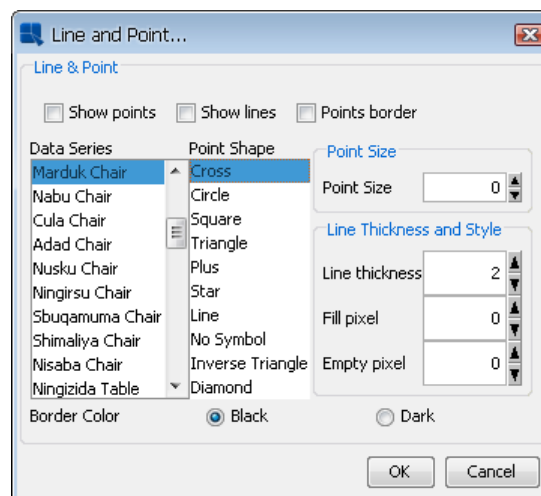 Line and Point...
Line & Point
Show points Show lines Points border
Data Series Point Shape Point Size
Marduk Chair Cross
Nabu Chair Circle Point Size 0
Cula Chair Square
Adad Chair Triangle Line Thickness and Style
Nusku Chair Plus
Ningirsu Chair Star Line thickness 2
Sbuqamuma Chair Line Fill pixel 0
Shimaliya Chair No Symbol
Nisaba Chair Inverse Triangle Empty pixel 0
Ningizida Table Diamond
Border Color Black Dark
OK Cancel